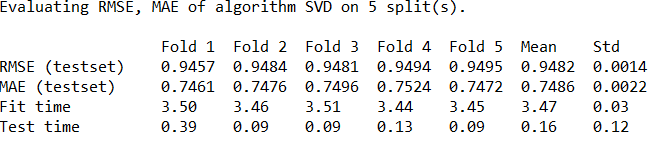 Evaluating RMSE, MAE of algorithm SVD on 5 split(s).
Fold 1 Fold 2 Fold 3 Fold 4 Fold 5 Mean Std
RMSE (testset) 0.9457 0.9484 0.9481 0.9494 0.9495 0.9482 0.0014
MAE (testset) 0.7461 0.7476 0.7496 0.7524 0.7472 0.7486 0.0022
Fit time 3.50 3.46 3.51 3.44 3.45 3.47 0.03
Test time 0.39 0.09 0.09 0.13 0.09 0.16 0.12